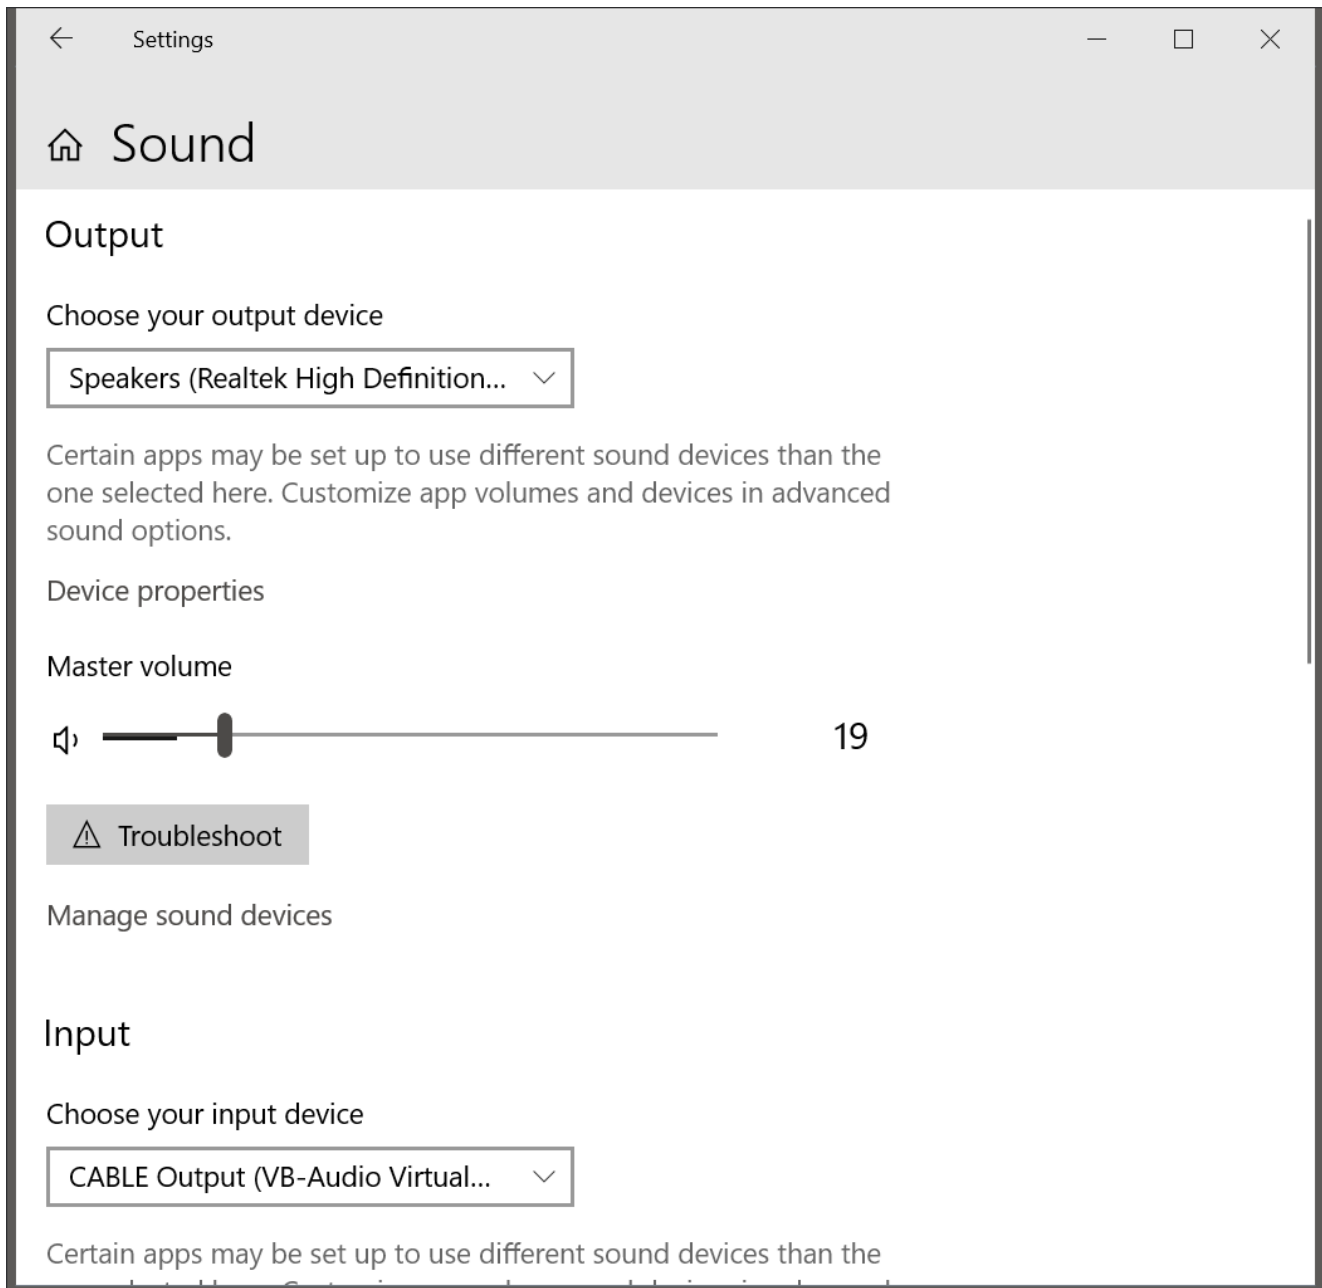 Settings
Sound
Output
Choose your output device
Speakers (Realtek High Definition...
Certain apps may be set up to use different sound devices than the
one selected here. Customize app volumes and devices in advanced
sound options.
Device properties
Master volume
19
Troubleshoot
Manage sound devices
Input
Choose your input device
CABLE Output (VB-Audio Virtual...
Certain apps may be set up to use different sound devices than the